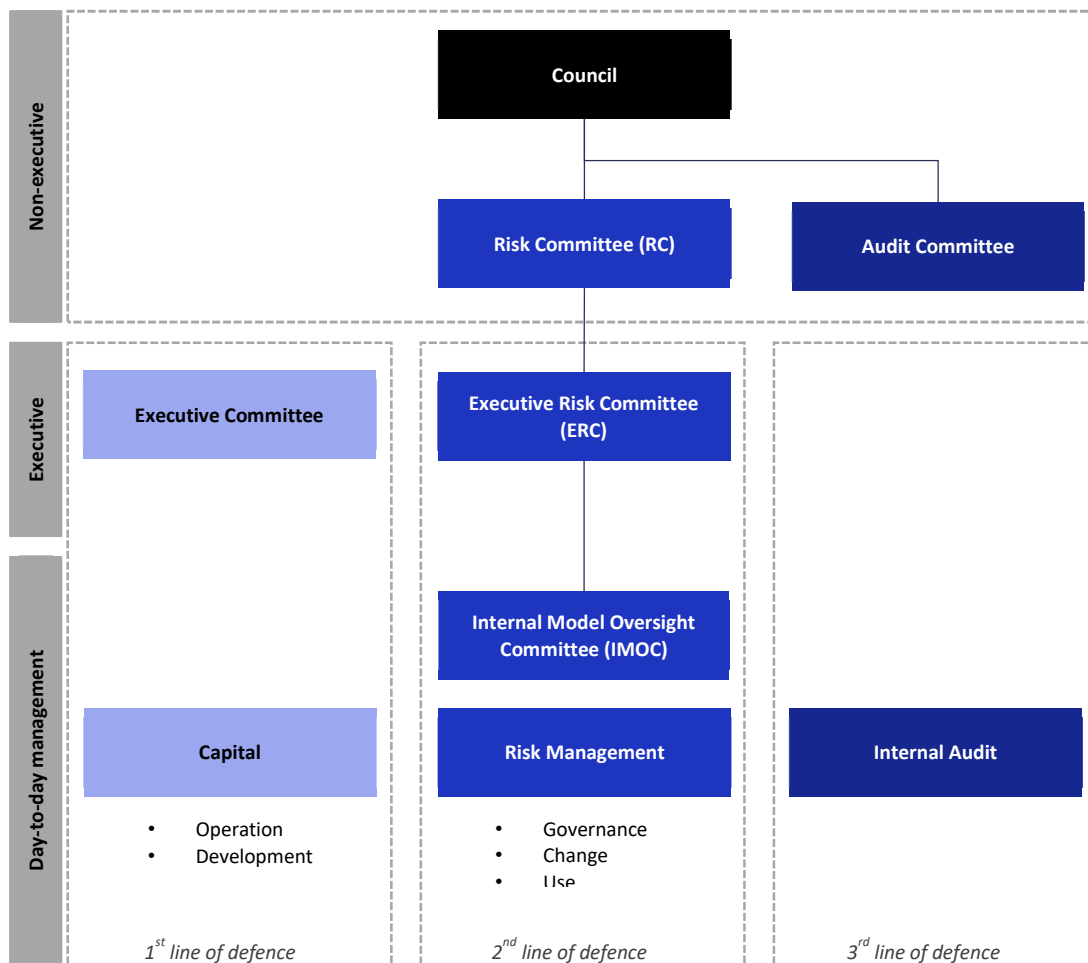 Non-executive
Council
Risk Committee (RC)
Audit Committee
Executive
Executive Committee
Executive Risk Committee
(ERC)
Day-to-day management
Internal Model Oversight
Committee (IMOC)
Capital
Risk Management
Internal Audit
• Operation
• Development
• Governance
• Change
• Use
1st line of defence
2nd line of defence
3rd line of defence